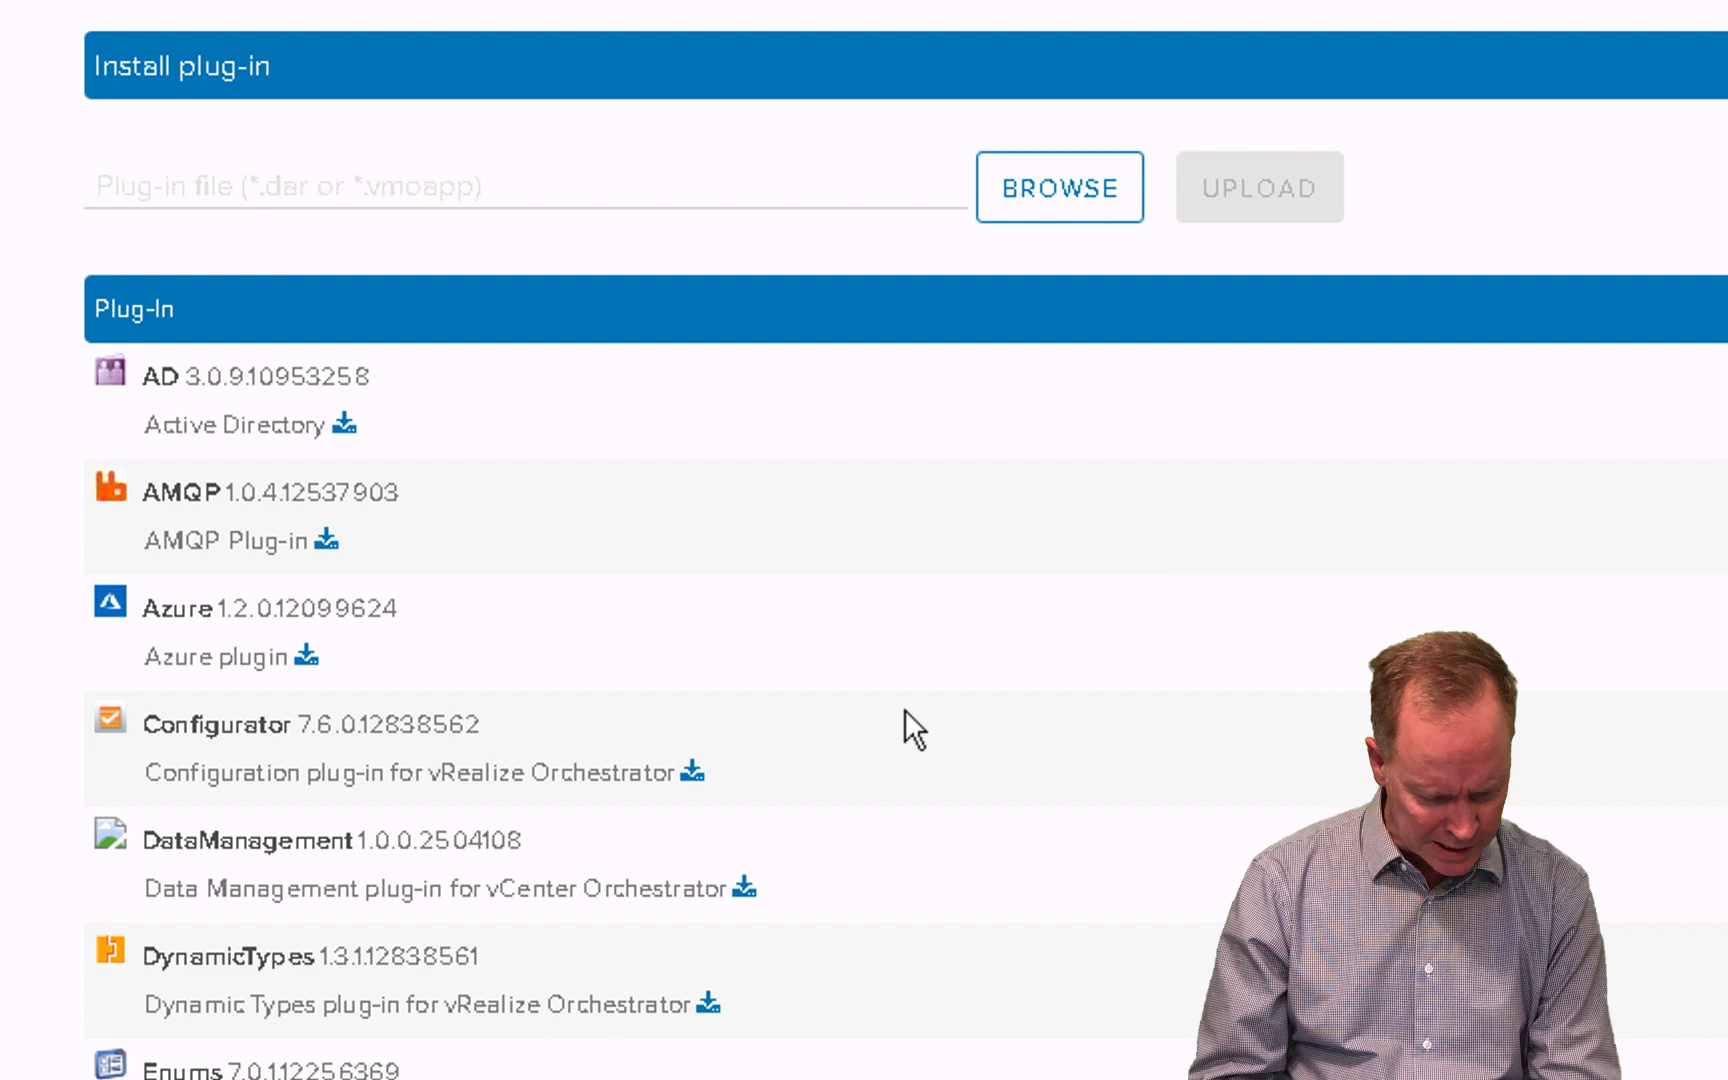 Install plug-in
Plug-in file (*.dar or *.vmoapp)
BROWSE
UPLOAD
Plug-In
AD 3.0.9.10953258
Active Directory
AMQP 1.0.4.12537903
AMQP Plug-in
Azure 1.2.0.12099624
Azure plugin
Configurator 7.6.0.12838562
Configuration plug-in for vRealize Orchestrator
DataManagement 1.0.0.2504108
Data Management plug-in for vCenter Orchestrator
DynamicTypes 1.3.1.12838561
Dynamic Types plug-in for vRealize Orchestrator
Enums 7.0.1.12256369